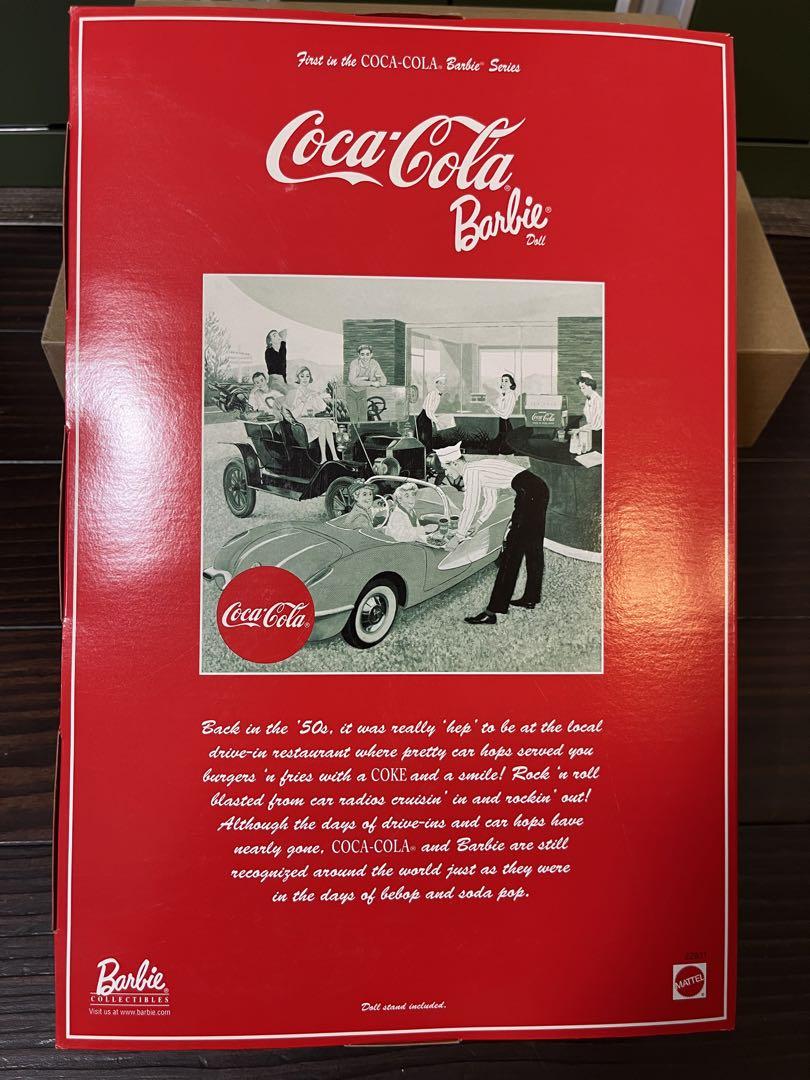 First in the COCA-COLA® Barbie® Series
Coca-Cola®
Barbie®
Doll
Coca-Cola
Coca-Cola®
Back in the '50s, it was really 'hep' to be at the local
drive-in restaurant where pretty car hops served you
burgers 'n fries with a COKE and a smile! Rock 'n roll
blasted from car radios cruisin' in and rockin' out!
Although the days of drive-ins and car hops have
nearly gone, COCA-COLA® and Barbie are still
recognized around the world just as they were
in the days of bebop and soda pop.
Barbie®
COLLECTIBLES
Visit us at www.barbie.com
Doll stand included.
22831
MATTEL